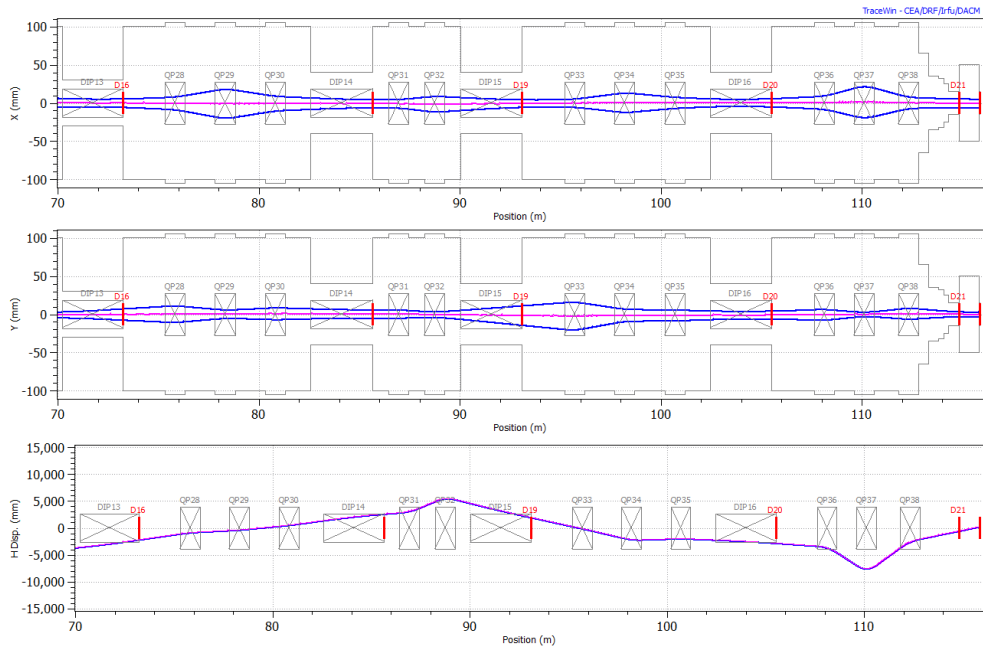 TraceWin - CEA/DRF/Irfu/DACM
X (mm)
100
50
0
-50
-100
DIP13 D16 QP28 QP29 QP30 DIP14 QP31 QP32 DIP15 D19 QP33 QP34 QP35 DIP16 D20 QP36 QP37 QP38 D21
70 80 90 100 110
Position (m)
Y (mm)
100
50
0
-50
-100
DIP13 D16 QP28 QP29 QP30 DIP14 QP31 QP32 DIP15 D19 QP33 QP34 QP35 DIP16 D20 QP36 QP37 QP38 D21
70 80 90 100 110
Position (m)
H Disp. (mm)
15,000
10,000
5,000
0
-5,000
-10,000
-15,000
DIP13 D16 QP28 QP29 QP30 DIP14 QP31 QP32 DIP15 D19 QP33 QP34 QP35 DIP16 D20 QP36 QP37 QP38 D21
70 80 90 100 110
Position (m)